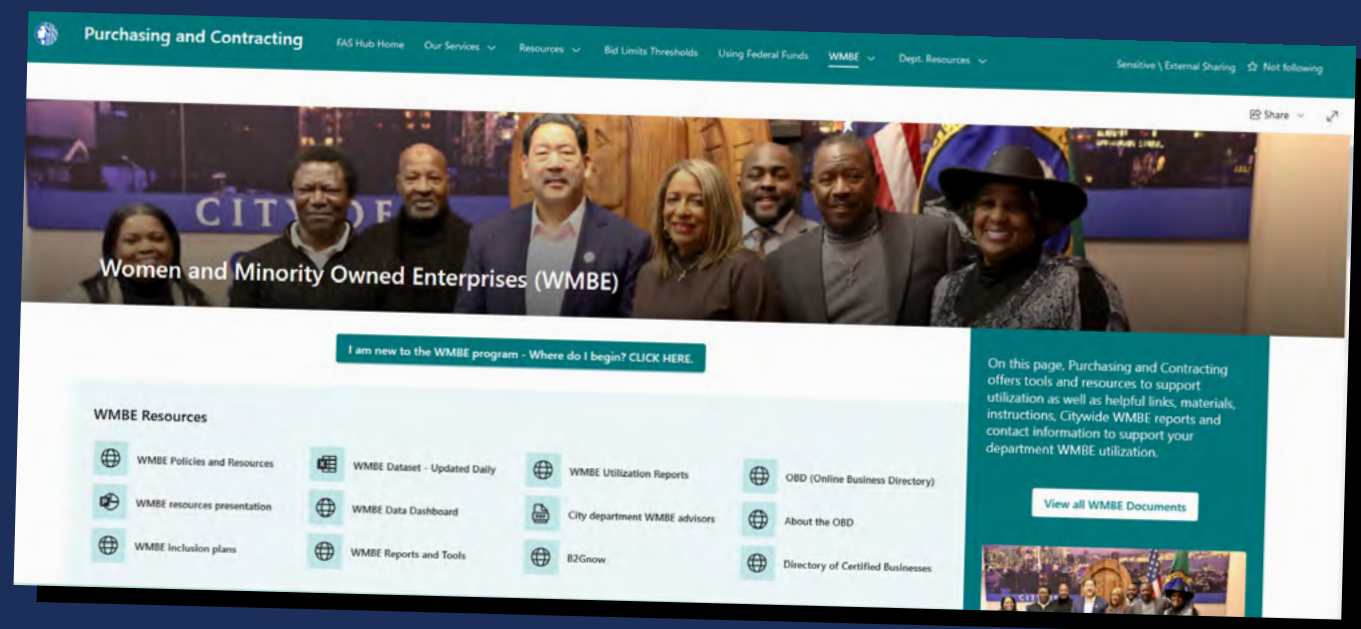 Purchasing and Contracting
FAS Hub Home Our Services Resources Bid Limits Thresholds Using Federal Funds WMBE Dept. Resources
Sensitive \ External Sharing Not following
Share
CITY OF
Women and Minority Owned Enterprises (WMBE)
I am new to the WMBE program - Where do I begin? CLICK HERE.
WMBE Resources
WMBE Policies and Resources
WMBE Dataset - Updated Daily
WMBE Utilization Reports
OBD (Online Business Directory)
WMBE resources presentation
WMBE Data Dashboard
City department WMBE advisors
About the OBD
WMBE Inclusion plans
WMBE Reports and Tools
B2Gnow
Directory of Certified Businesses
On this page, Purchasing and Contracting
offers tools and resources to support
utilization as well as helpful links, materials,
instructions, Citywide WMBE reports and
contact information to support your
department WMBE utilization.
View all WMBE Documents